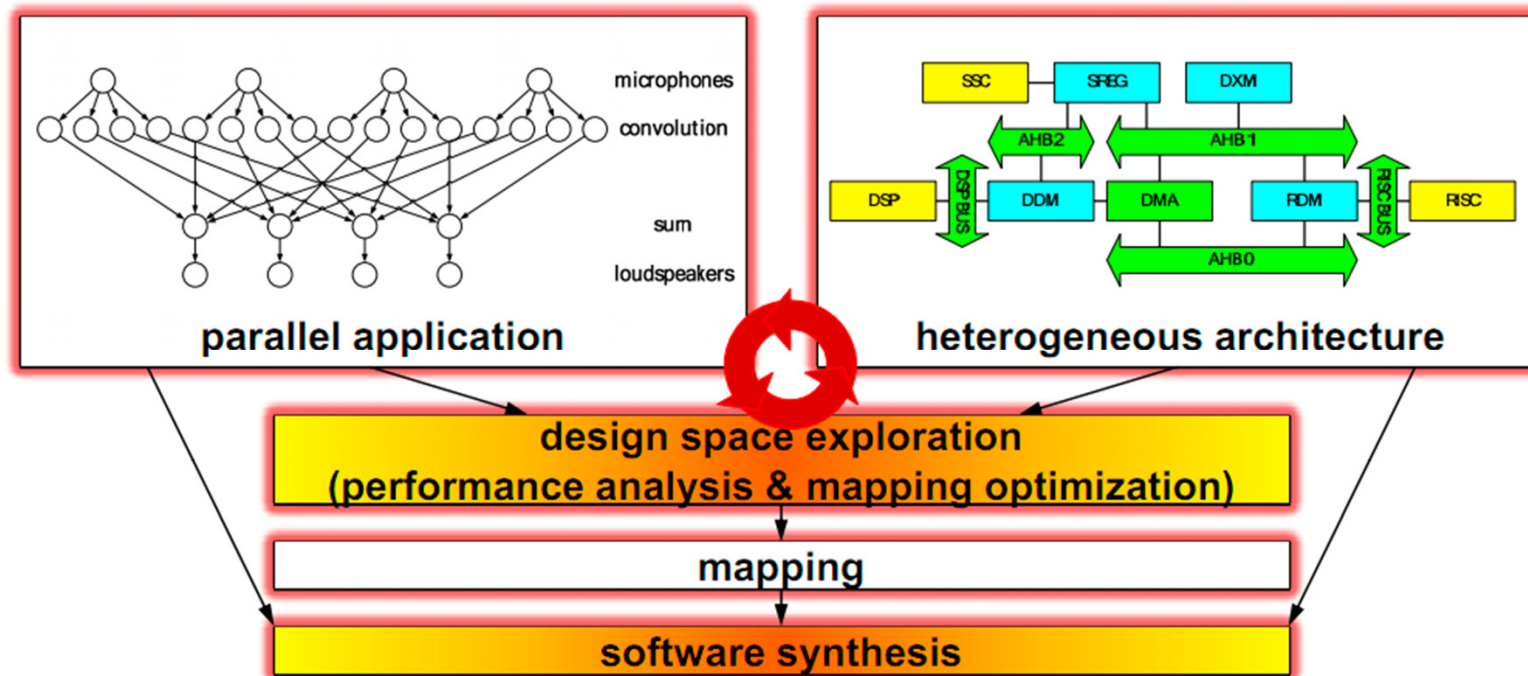 microphones
convolution
sum
loudspeakers
parallel application
SSC
SREG
DXM
AHB2
AHB1
DSP
DSP BUS
DDM
DMA
RDM
RISC BUS
RISC
AHB0
heterogeneous architecture
design space exploration
(performance analysis & mapping optimization)
mapping
software synthesis